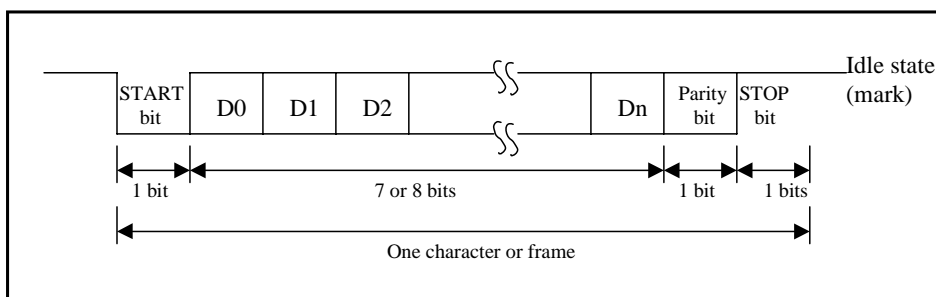 Idle state
(mark)
START
bit
D0
D1
D2
Dn
Parity
bit
STOP
bit
1 bit
7 or 8 bits
1 bit
1 bits
One character or frame